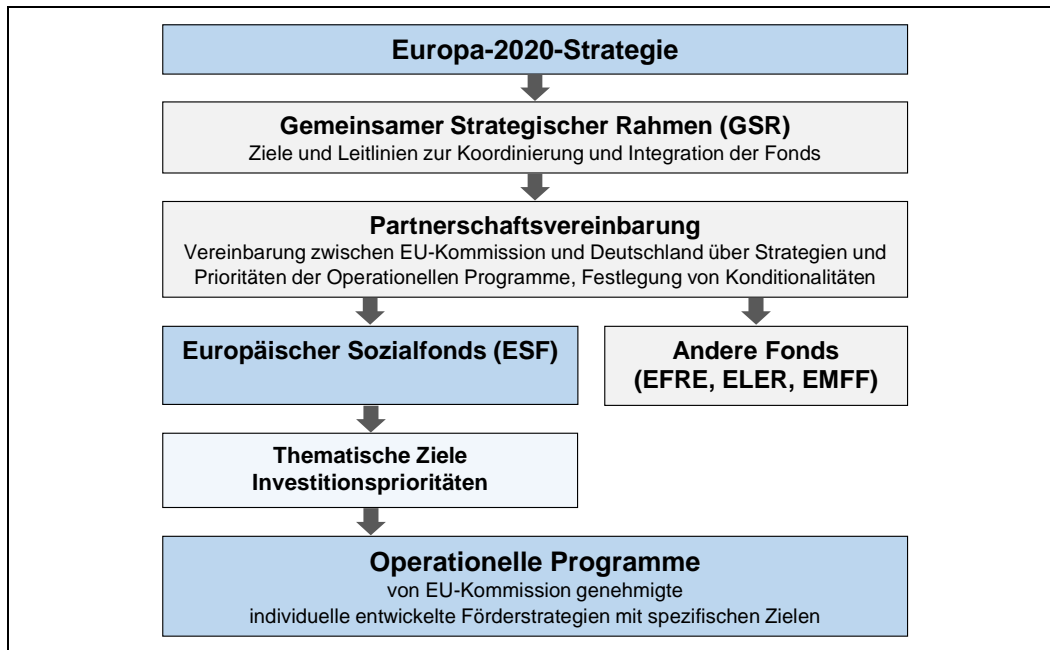 Europa-2020-Strategie
Gemeinsamer Strategischer Rahmen (GSR)
Ziele und Leitlinien zur Koordinierung und Integration der Fonds
Partnerschaftsvereinbarung
Vereinbarung zwischen EU-Kommission und Deutschland über Strategien und
Prioritäten der Operationellen Programme, Festlegung von Konditionalitäten
Europäischer Sozialfonds (ESF)
Andere Fonds
(EFRE, ELER, EMFF)
Thematische Ziele
Investitionsprioritäten
Operationelle Programme
von EU-Kommission genehmigte
individuelle entwickelte Förderstrategien mit spezifischen Zielen